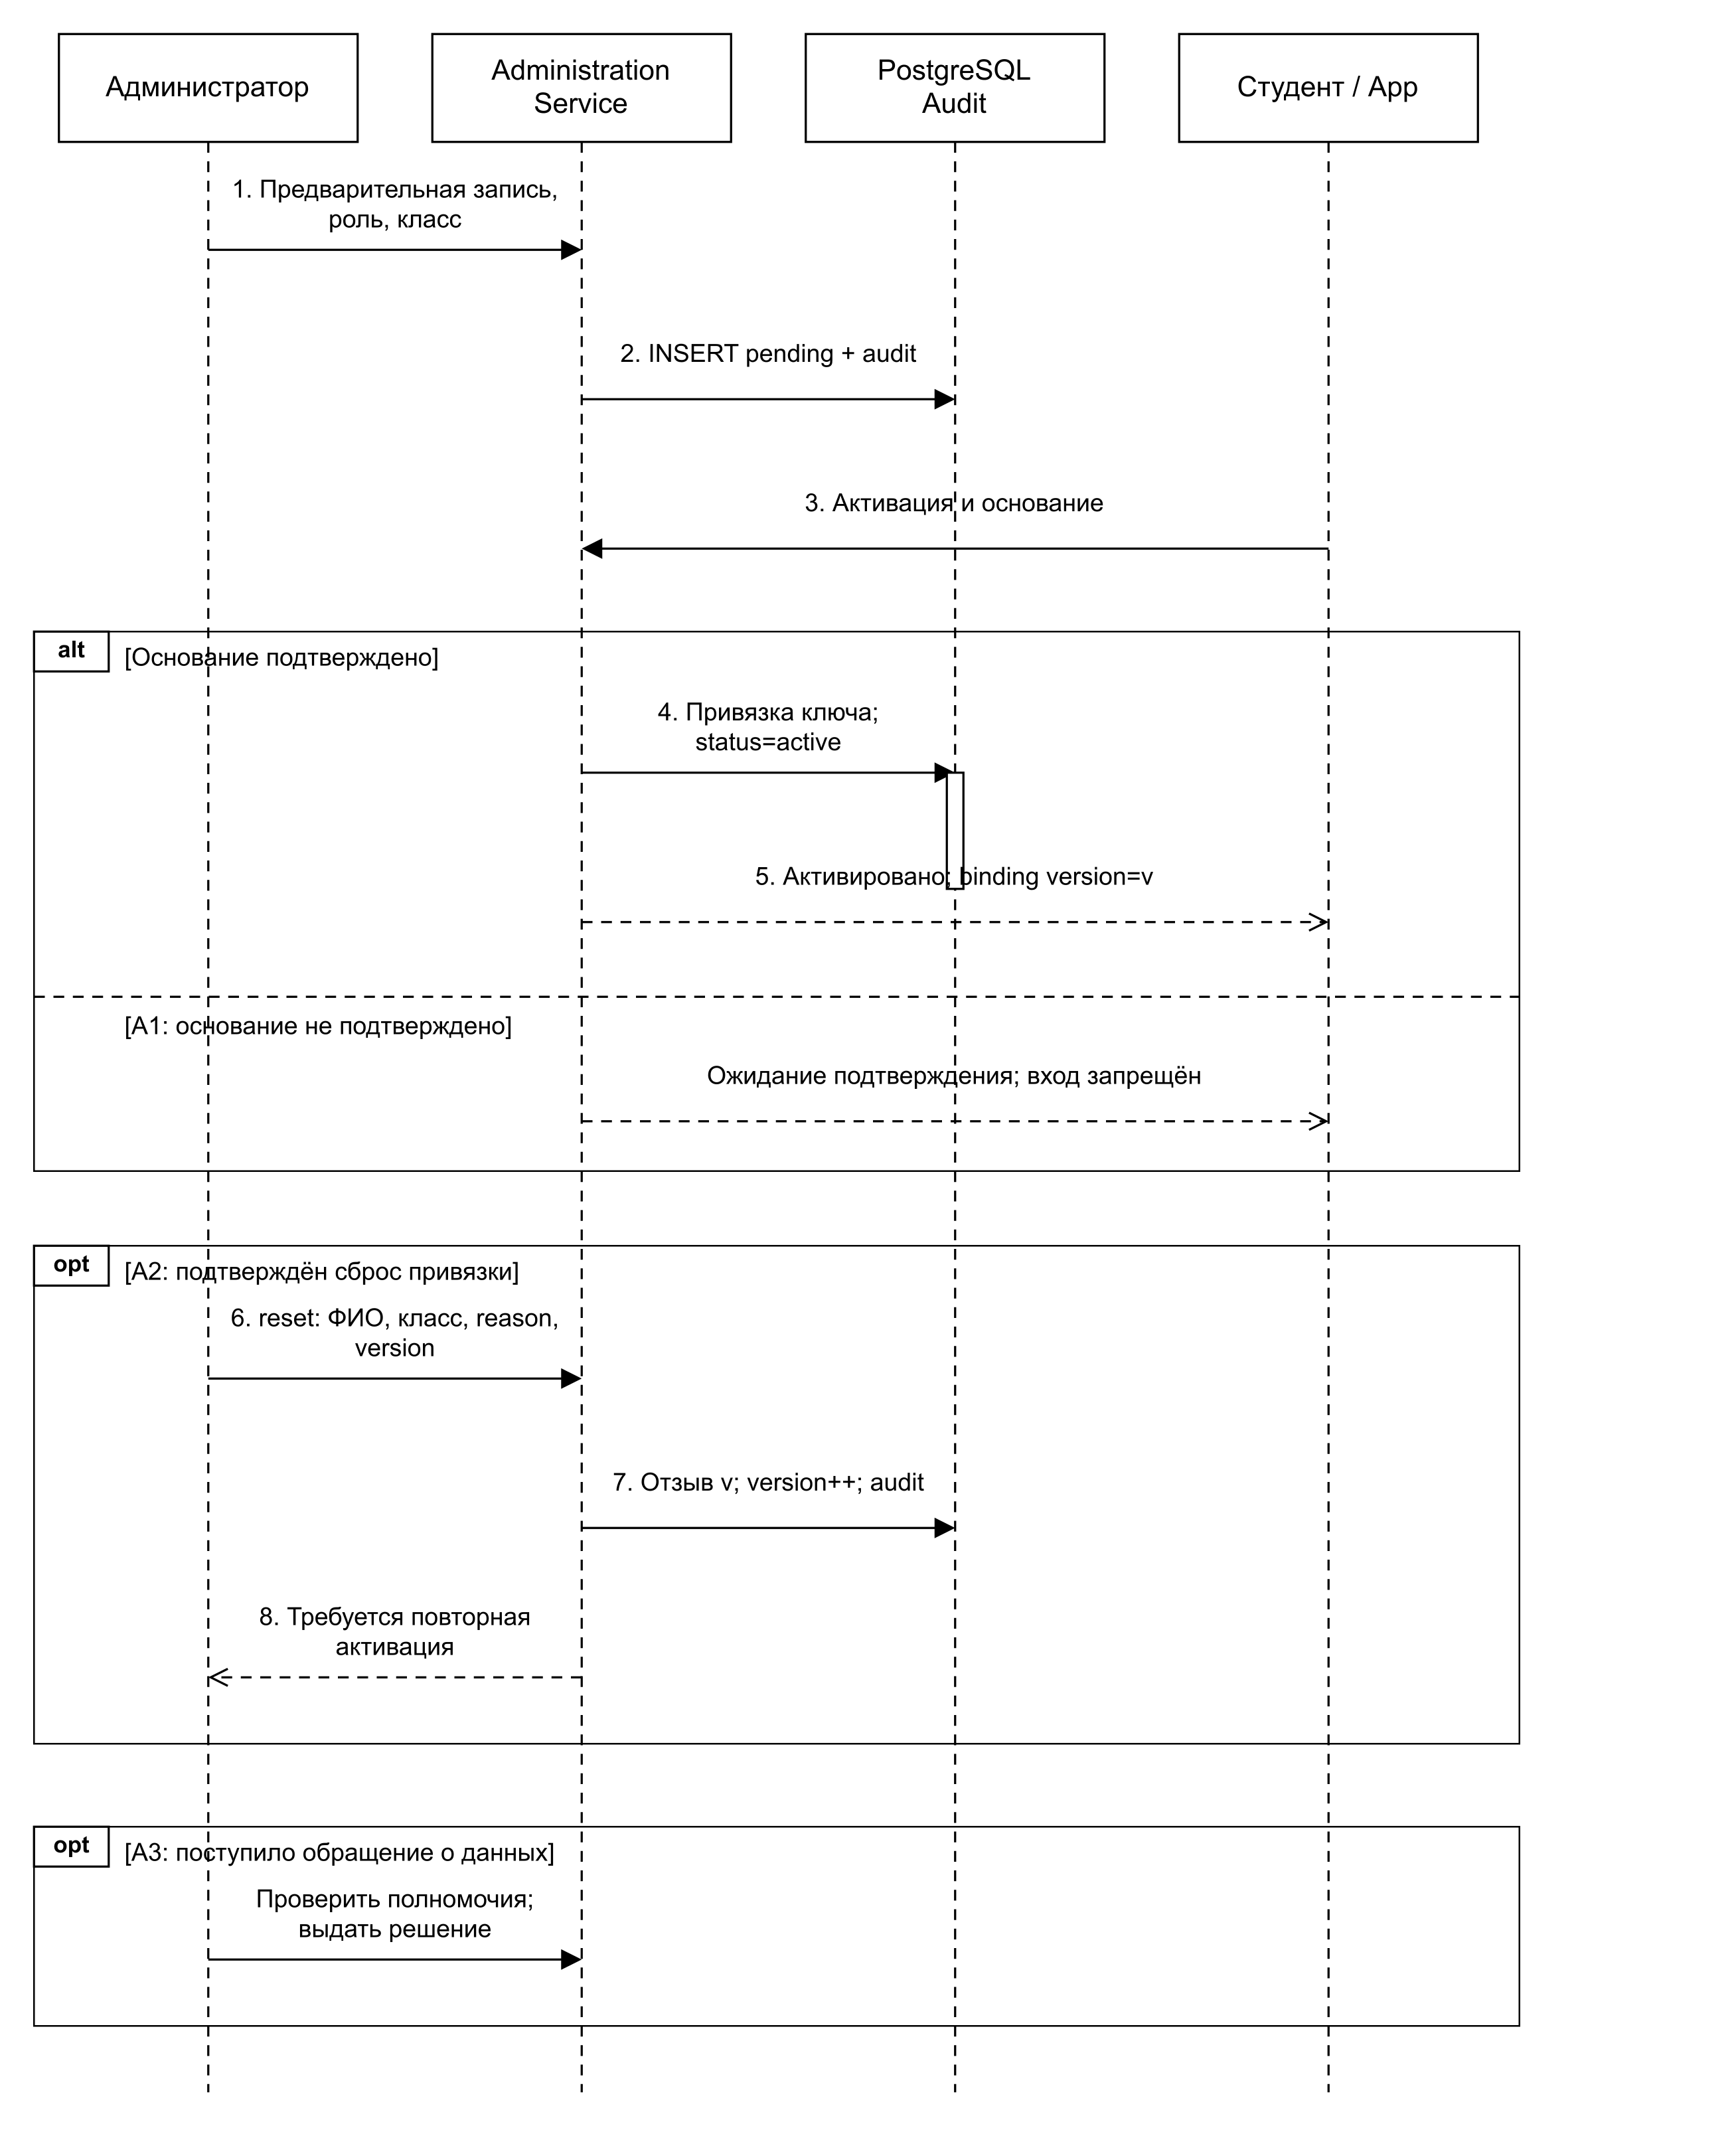 Администратор
Administration
Service
PostgreSQL
Audit
Студент / App
1. Предварительная запись,
роль, класс
2. INSERT pending + audit
3. Активация и основание
alt
[Основание подтверждено]
4. Привязка ключа;
status=active
5. Активировано; binding version=v
[A1: основание не подтверждено]
Ожидание подтверждения; вход запрещён
opt
[A2: подтверждён сброс привязки]
6. reset: ФИО, класс, reason,
version
7. Отзыв v; version++; audit
8. Требуется повторная
активация
opt
[A3: поступило обращение о данных]
Проверить полномочия;
выдать решение